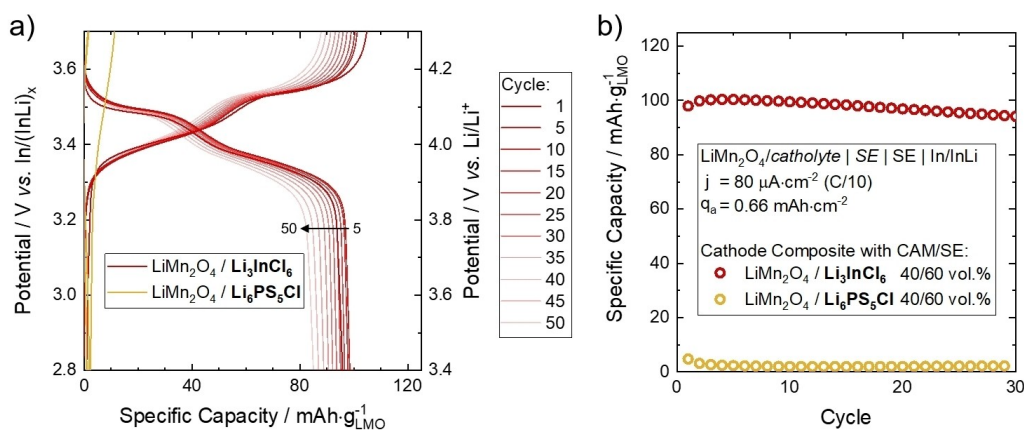 a)
3.6
3.4
3.2
3.0
2.8
Potential / V vs. In/(InLi)x
0
40
80
120
Specific Capacity / mAh·g-1LMO
4.2
4.0
3.8
3.6
3.4
Potential / V vs. Li/Li+
50
5
LiMn2O4 / Li3InCl6
LiMn2O4 / Li6PS5Cl
Cycle:
1
5
10
15
20
25
30
35
40
45
50
b)
120
100
80
60
40
20
0
Specific Capacity / mAh·g-1LMO
LiMn2O4/catholyte | SE | SE | In/InLi
j = 80 μA·cm-2 (C/10)
qa = 0.66 mAh·cm-2
Cathode Composite with CAM/SE:
LiMn2O4 / Li3InCl6 40/60 vol.%
LiMn2O4 / Li6PS5Cl 40/60 vol.%
0
10
20
30
Cycle